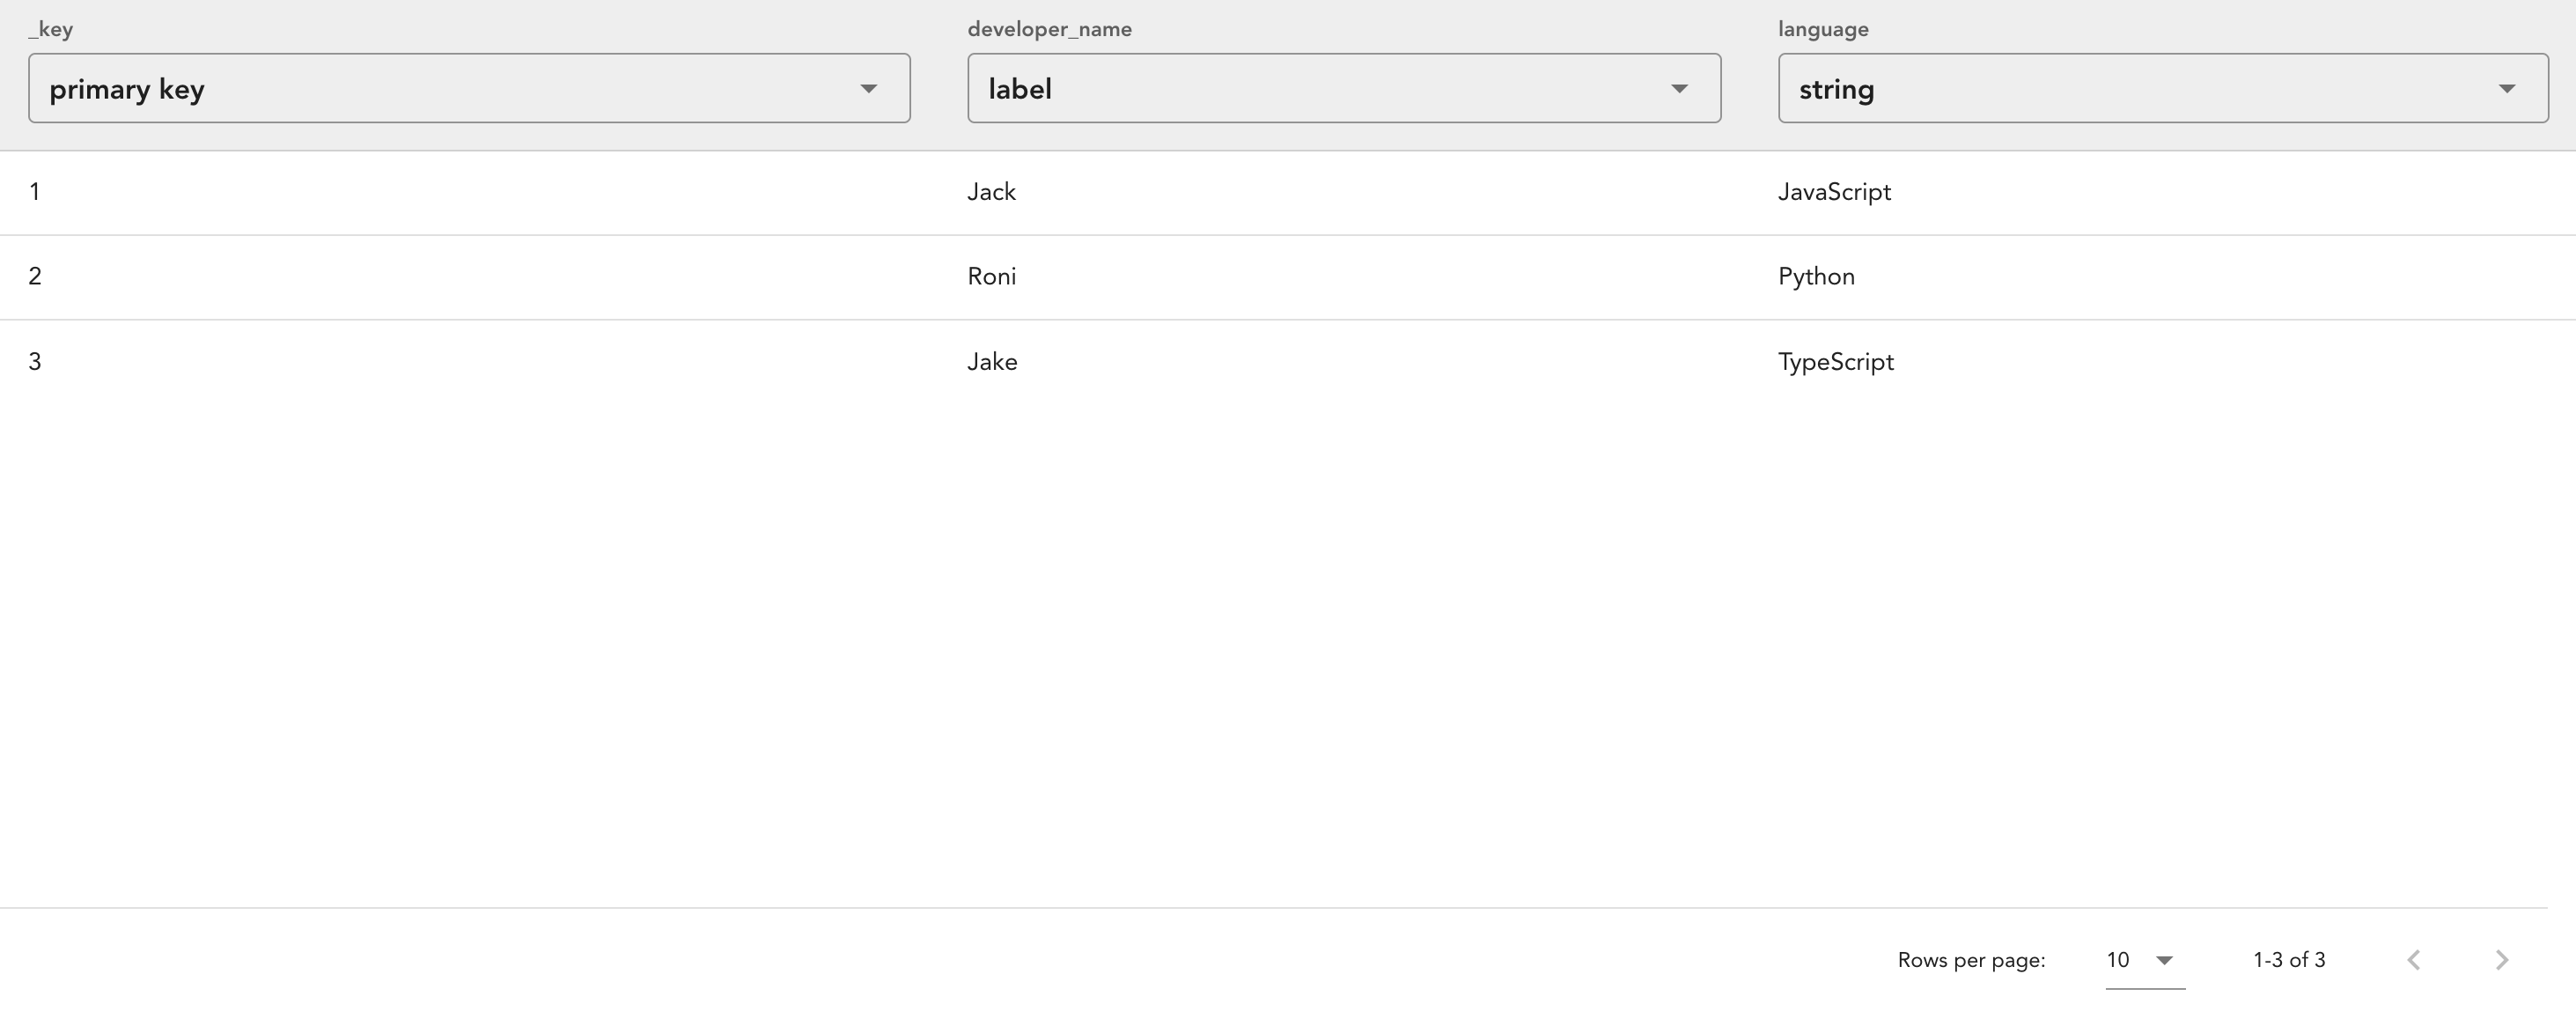 _key developer_name language
primary key label string
1 Jack JavaScript
2 Roni Python
3 Jake TypeScript
Rows per page: 10 1-3 of 3